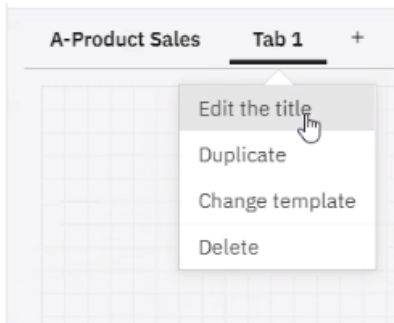 A-Product Sales Tab 1 +
Edit the title
Duplicate
Change template
Delete